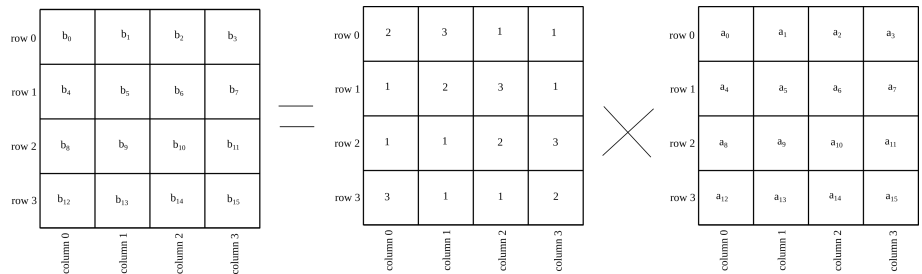 row 0 b₀ b₁ b₂ b₃
row 1 b₄ b₅ b₆ b₇
row 2 b₈ b₉ b₁₀ b₁₁
row 3 b₁₂ b₁₃ b₁₄ b₁₅
column 0 column 1 column 2 column 3
=
row 0 2 3 1 1
row 1 1 2 3 1
row 2 1 1 2 3
row 3 3 1 1 2
column 0 column 1 column 2 column 3
×
row 0 a₀ a₁ a₂ a₃
row 1 a₄ a₅ a₆ a₇
row 2 a₈ a₉ a₁₀ a₁₁
row 3 a₁₂ a₁₃ a₁₄ a₁₅
column 0 column 1 column 2 column 3